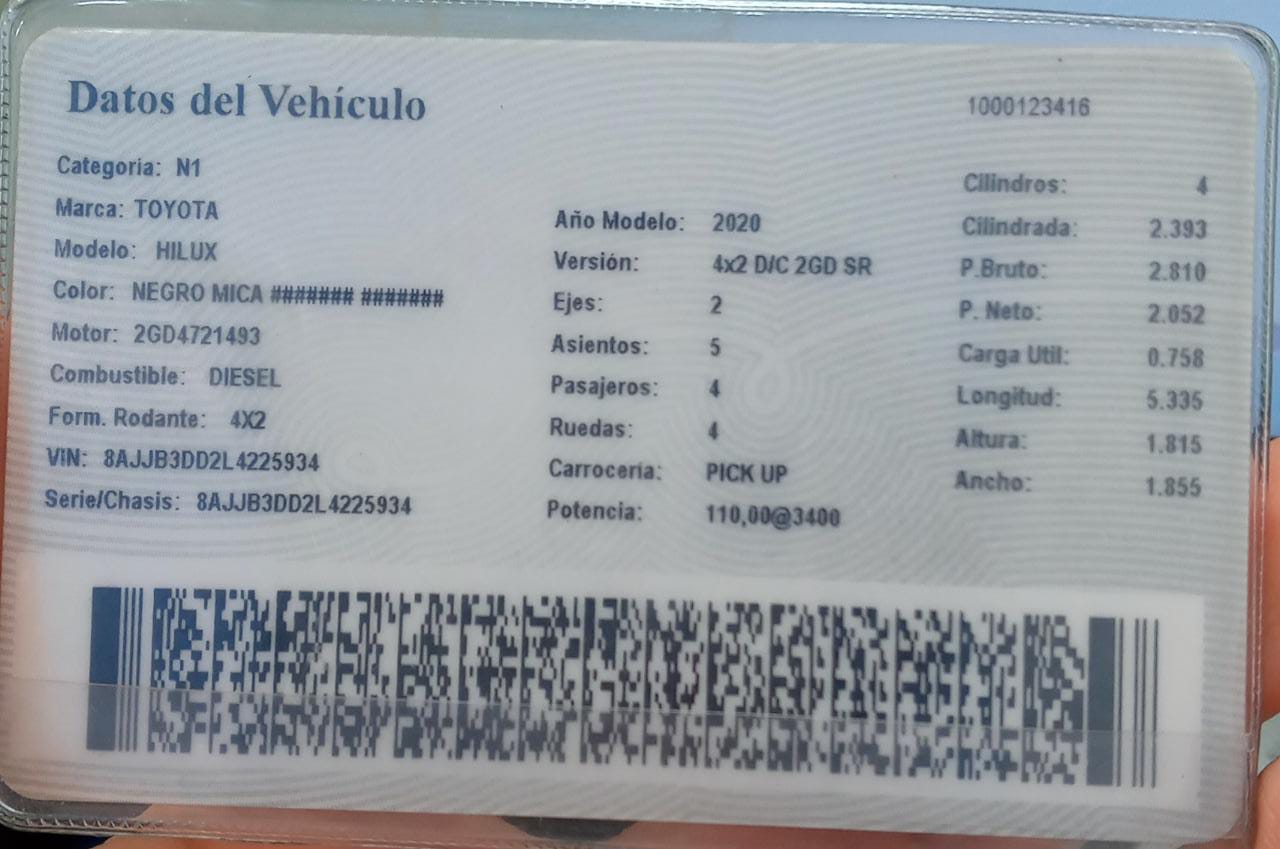 Datos del Vehículo
1000123416
Categoria: N1
Marca: TOYOTA
Modelo: HILUX
Color: NEGRO MICA ####### #######
Motor: 2GD4721493
Combustible: DIESEL
Form. Rodante: 4X2
VIN: 8AJJB3DD2L4225934
Serie/Chasis: 8AJJB3DD2L4225934
Año Modelo: 2020
Versión: 4x2 D/C 2GD SR
Ejes: 2
Asientos: 5
Pasajeros: 4
Ruedas: 4
Carrocería: PICK UP
Potencia: 110,00@3400
Cilindros: 4
Cilindrada: 2.393
P.Bruto: 2.810
P. Neto: 2.052
Carga Util: 0.758
Longitud: 5.335
Altura: 1.815
Ancho: 1.855